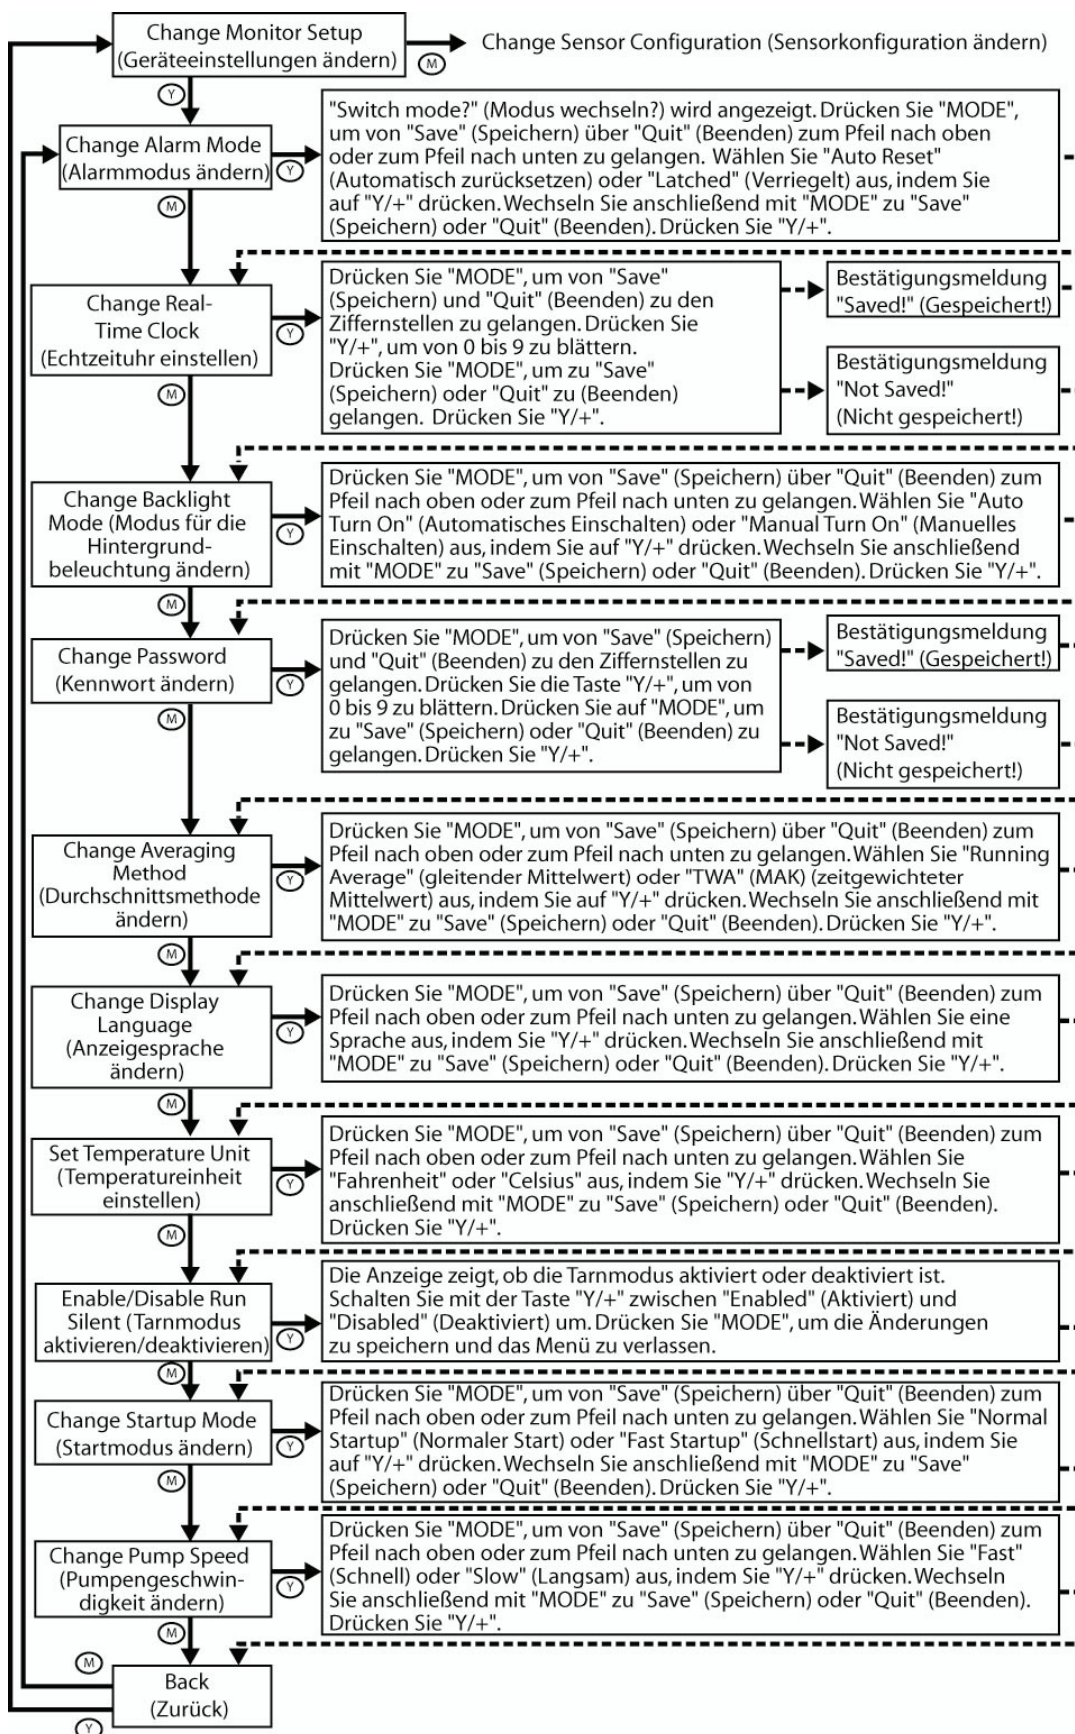 Change Monitor Setup
(Geräteeinstellungen ändern)
M
Change Sensor Configuration (Sensorkonfiguration ändern)
Y
Change Alarm Mode
(Alarmmodus ändern)
Y
"Switch mode?" (Modus wechseln?) wird angezeigt. Drücken Sie "MODE",
um von "Save" (Speichern) über "Quit" (Beenden) zum Pfeil nach oben
oder zum Pfeil nach unten zu gelangen. Wählen Sie "Auto Reset"
(Automatisch zurücksetzen) oder "Latched" (Verriegelt) aus, indem Sie
auf "Y/+" drücken. Wechseln Sie anschließend mit "MODE" zu "Save"
(Speichern) oder "Quit" (Beenden). Drücken Sie "Y/+".
M
Change Real-
Time Clock
(Echtzeituhr einstellen)
Y
Drücken Sie "MODE", um von "Save"
(Speichern) und "Quit" (Beenden) zu den
Ziffernstellen zu gelangen. Drücken Sie
"Y/+", um von 0 bis 9 zu blättern.
Drücken Sie "MODE", um zu "Save"
(Speichern) oder "Quit" zu (Beenden)
gelangen. Drücken Sie "Y/+".
Bestätigungsmeldung
"Saved!" (Gespeichert!)
Bestätigungsmeldung
"Not Saved!"
(Nicht gespeichert!)
M
Change Backlight
Mode (Modus für die
Hintergrund-
beleuchtung ändern)
Y
Drücken Sie "MODE", um von "Save" (Speichern) über "Quit" (Beenden) zum
Pfeil nach oben oder zum Pfeil nach unten zu gelangen. Wählen Sie "Auto
Turn On" (Automatisches Einschalten) oder "Manual Turn On" (Manuelles
Einschalten) aus, indem Sie auf "Y/+" drücken. Wechseln Sie anschließend
mit "MODE" zu "Save" (Speichern) oder "Quit" (Beenden). Drücken Sie "Y/+".
M
Change Password
(Kennwort ändern)
Y
Drücken Sie "MODE", um von "Save" (Speichern)
und "Quit" (Beenden) zu den Ziffernstellen zu
gelangen. Drücken Sie die Taste "Y/+", um von
0 bis 9 zu blättern. Drücken Sie auf "MODE", um
zu "Save" (Speichern) oder "Quit" (Beenden) zu
gelangen. Drücken Sie "Y/+".
Bestätigungsmeldung
"Saved!" (Gespeichert!)
Bestätigungsmeldung
"Not Saved!"
(Nicht gespeichert!)
M
Change Averaging
Method
(Durchschnittsmethode
ändern)
Y
Drücken Sie "MODE", um von "Save" (Speichern) über "Quit" (Beenden) zum
Pfeil nach oben oder zum Pfeil nach unten zu gelangen. Wählen Sie "Running
Average" (gleitender Mittelwert) oder "TWA" (MAK) (zeitgewichteter
Mittelwert) aus, indem Sie auf "Y/+" drücken. Wechseln Sie anschließend mit
"MODE" zu "Save" (Speichern) oder "Quit" (Beenden). Drücken Sie "Y/+".
M
Change Display
Language
(Anzeigesprache
ändern)
Y
Drücken Sie "MODE", um von "Save" (Speichern) über "Quit" (Beenden) zum
Pfeil nach oben oder zum Pfeil nach unten zu gelangen. Wählen Sie eine
Sprache aus, indem Sie "Y/+" drücken. Wechseln Sie anschließend mit
"MODE" zu "Save" (Speichern) oder "Quit" (Beenden). Drücken Sie "Y/+".
M
Set Temperature Unit
(Temperatureinheit
einstellen)
Y
Drücken Sie "MODE", um von "Save" (Speichern) über "Quit" (Beenden) zum
Pfeil nach oben oder zum Pfeil nach unten zu gelangen. Wählen Sie
"Fahrenheit" oder "Celsius" aus, indem Sie "Y/+" drücken. Wechseln Sie
anschließend mit "MODE" zu "Save" (Speichern) oder "Quit" (Beenden).
Drücken Sie "Y/+".
M
Enable/Disable Run
Silent (Tarnmodus
aktivieren/deaktivieren)
Y
Die Anzeige zeigt, ob die Tarnmodus aktiviert oder deaktiviert ist.
Schalten Sie mit der Taste "Y/+" zwischen "Enabled" (Aktiviert) und
"Disabled" (Deaktiviert) um. Drücken Sie "MODE", um die Änderungen
zu speichern und das Menü zu verlassen.
M
Change Startup Mode
(Startmodus ändern)
Y
Drücken Sie "MODE", um von "Save" (Speichern) über "Quit" (Beenden) zum
Pfeil nach oben oder zum Pfeil nach unten zu gelangen. Wählen Sie "Normal
Startup" (Normaler Start) oder "Fast Startup" (Schnellstart) aus, indem Sie
auf "Y/+" drücken. Wechseln Sie anschließend mit "MODE" zu "Save"
(Speichern) oder "Quit" (Beenden). Drücken Sie "Y/+".
M
Change Pump Speed
(Pumpengeschwin-
digkeit ändern)
Y
Drücken Sie "MODE", um von "Save" (Speichern) über "Quit" (Beenden) zum
Pfeil nach oben oder zum Pfeil nach unten zu gelangen. Wählen Sie "Fast"
(Schnell) oder "Slow" (Langsam) aus, indem Sie "Y/+" drücken. Wechseln
Sie anschließend mit "MODE" zu "Save" (Speichern) oder "Quit" (Beenden).
Drücken Sie "Y/+".
M
M
Back
(Zurück)
Y